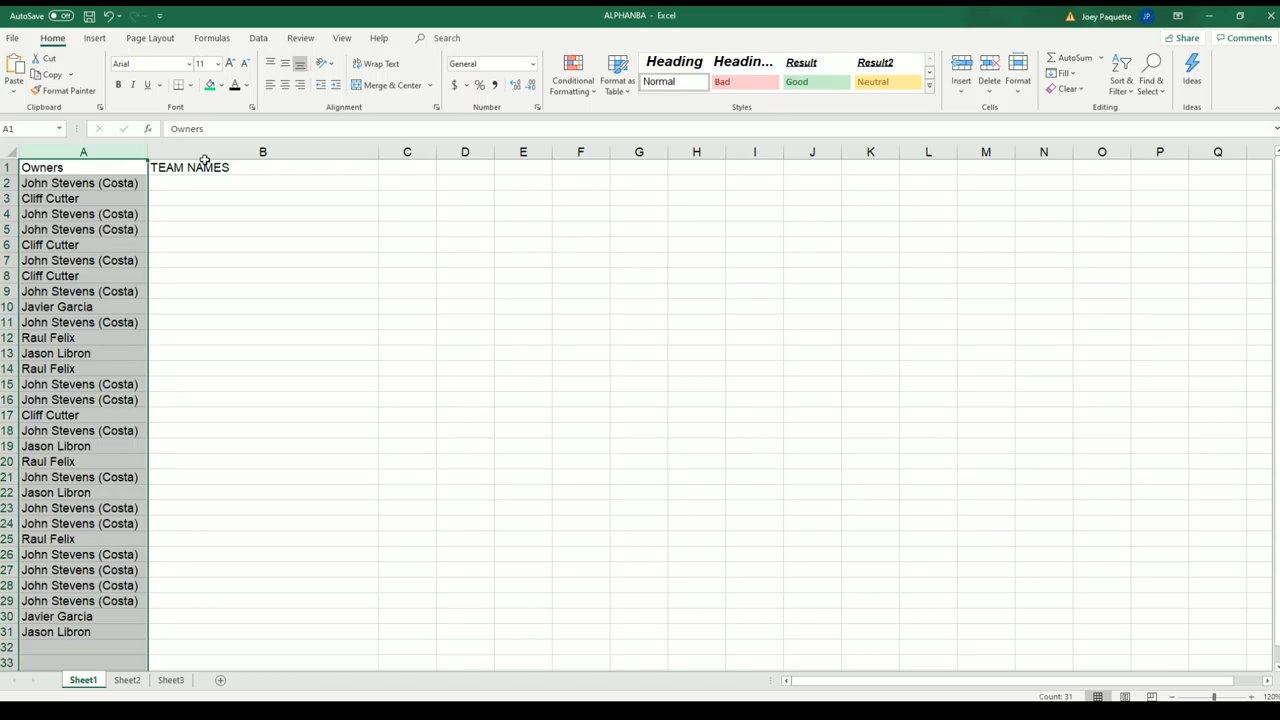 AutoSave Off
ALPHANBA - Excel
Joey Paquette JP
File Home Insert Page Layout Formulas Data Review View Help Search
Share Comments
Paste Cut Copy Format Painter
Clipboard
Arial 11 A A
B I U A
Font
Wrap Text
Merge & Center
Alignment
General
$ % 9
Number
Conditional Formatting Format as Table
Heading Headin... Result Result2
Normal Bad Good Neutral
Styles
Insert Delete Format
Cells
AutoSum Fill Clear
Sort & Filter Find & Select
Editing
Ideas
Ideas
A1 fx Owners
A B C D E F G H I J K L M N O P Q
1 Owners TEAM NAMES
2 John Stevens (Costa)
3 Cliff Cutter
4 John Stevens (Costa)
5 John Stevens (Costa)
6 Cliff Cutter
7 John Stevens (Costa)
8 Cliff Cutter
9 John Stevens (Costa)
10 Javier Garcia
11 John Stevens (Costa)
12 Raul Felix
13 Jason Libron
14 Raul Felix
15 John Stevens (Costa)
16 John Stevens (Costa)
17 Cliff Cutter
18 John Stevens (Costa)
19 Jason Libron
20 Raul Felix
21 John Stevens (Costa)
22 Jason Libron
23 John Stevens (Costa)
24 John Stevens (Costa)
25 Raul Felix
26 John Stevens (Costa)
27 John Stevens (Costa)
28 John Stevens (Costa)
29 John Stevens (Costa)
30 Javier Garcia
31 Jason Libron
32
33
Sheet1 Sheet2 Sheet3
Count: 31 120%